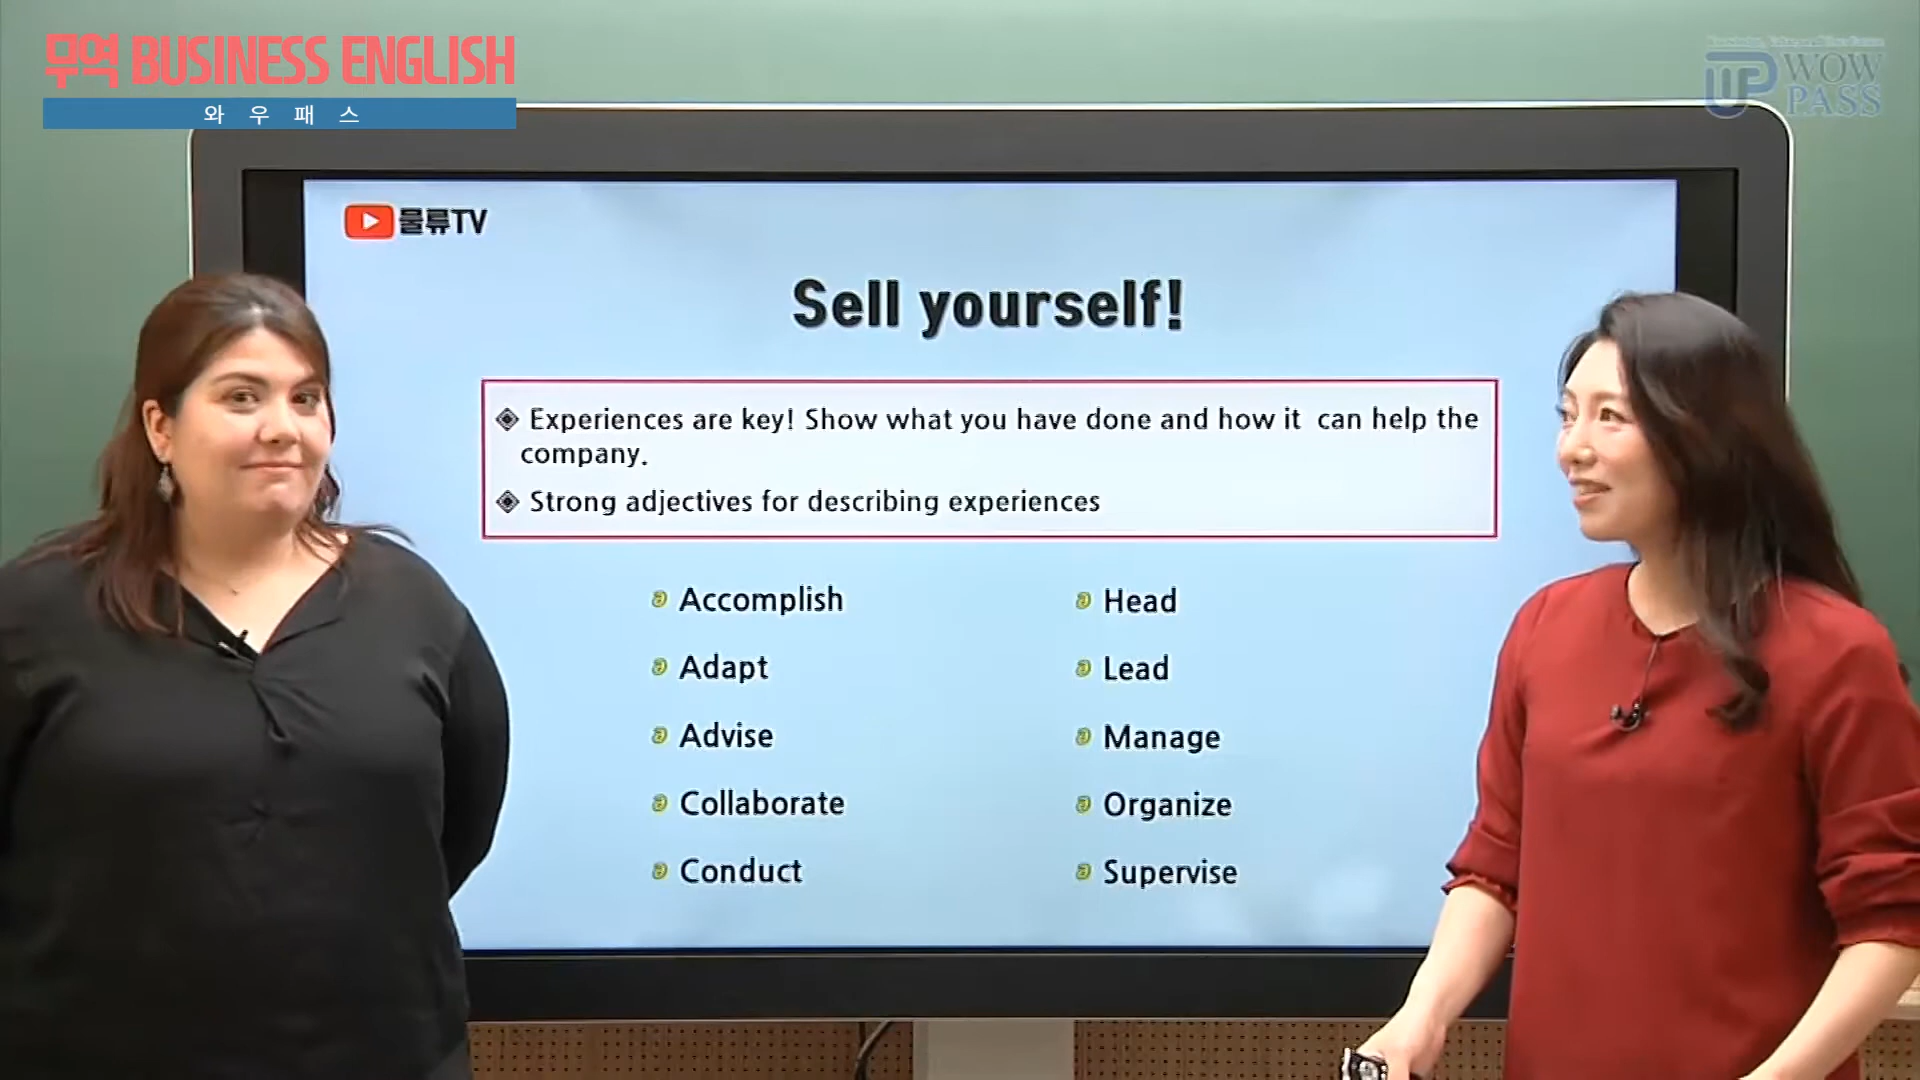 무역 BUSINESS ENGLISH
와우패스
WOW
PASS
물류TV
Sell yourself!
Experiences are key! Show what you have done and how it can help the
company.
Strong adjectives for describing experiences
Accomplish
Adapt
Advise
Collaborate
Conduct
Head
Lead
Manage
Organize
Supervise